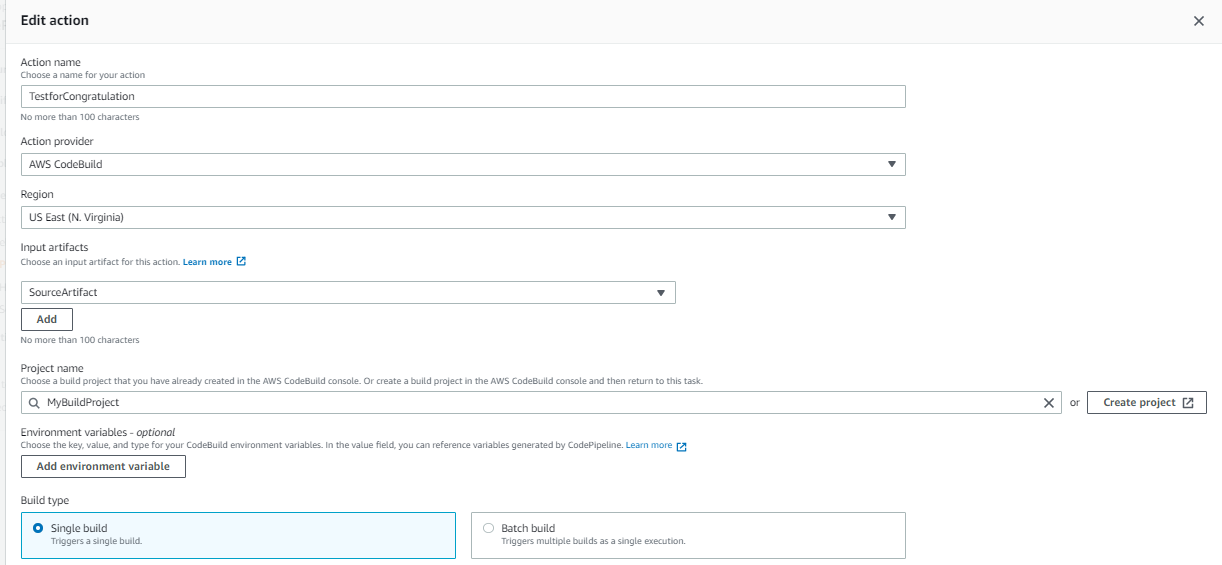 Edit action
Action name
Choose a name for your action
TestforCongratulation
No more than 100 characters
Action provider
AWS CodeBuild
Region
US East (N. Virginia)
Input artifacts
Choose an input artifact for this action. Learn more
SourceArtifact
Add
No more than 100 characters
Project name
Choose a build project that you have already created in the AWS CodeBuild console. Or create a build project in the AWS CodeBuild console and then return to this task.
MyBuildProject
or
Create project
Environment variables - optional
Choose the key, value, and type for your CodeBuild environment variables. In the value field, you can reference variables generated by CodePipeline. Learn more
Add environment variable
Build type
Single build
Triggers a single build.
Batch build
Triggers multiple builds as a single execution.